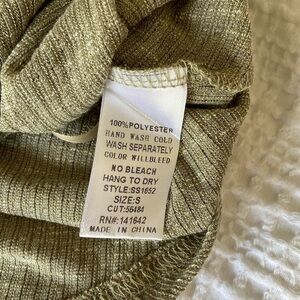 100%POLYESTER
HAND WASH COLD
WASH SEPARATELY
COLOR WILLBLEED
NO BLEACH
HANG TO DRY
STYLE:SS1652
SIZE:S
CUT:56484
RN#:141642
MADE IN CHINA